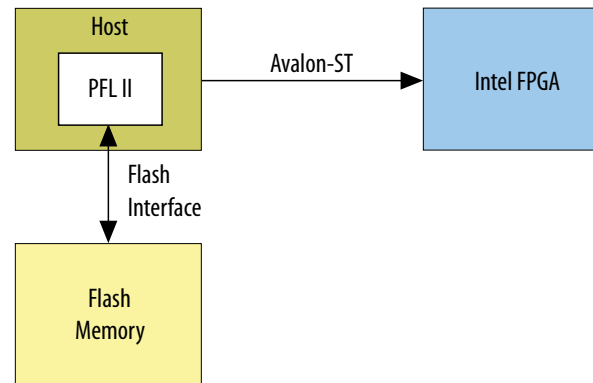 Host
PFL II
Avalon-ST
Intel FPGA
Flash
Interface
Flash
Memory